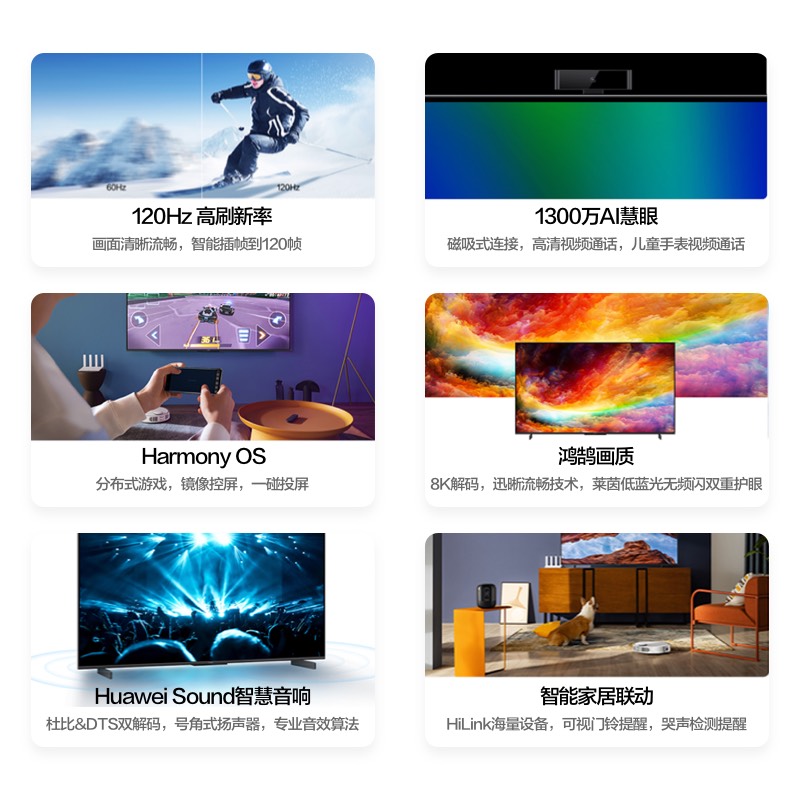 60Hz
120Hz
120Hz 高刷新率
画面清晰流畅，智能插帧到120帧
1300万AI慧眼
磁吸式连接，高清视频通话，儿童手表视频通话
Harmony OS
分布式游戏，镜像控屏，一碰投屏
鸿鹄画质
8K解码，迅晰流畅技术，莱茵低蓝光无频闪双重护眼
Huawei Sound智慧音响
杜比&DTS双解码，号角式扬声器，专业音效算法
智能家居联动
HiLink海量设备，可视门铃提醒，哭声检测提醒